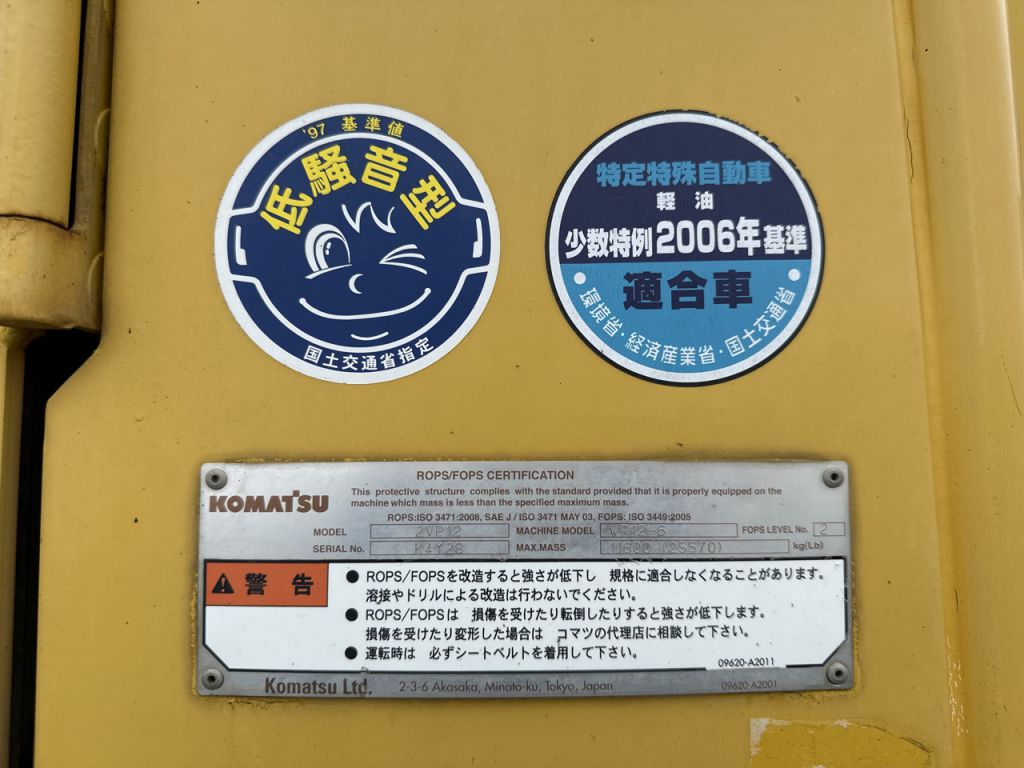 '97 基準値
低騒音型
国土交通省指定
特定特殊自動車
軽油
少数特例2006年基準
適合車
環境省・経済産業省・国土交通省
ROPS/FOPS CERTIFICATION
KOMATSU
This protective structure complies with the standard provided that it is properly equipped on the
machine which mass is less than the specified maximum mass.
ROPS:ISO 3471:2008, SAE J / ISO 3471 MAY 03, FOPS: ISO 3449:2005
MODEL 2VP12 MACHINE MODEL WR12-6 FOPS LEVEL No. 2
SERIAL No. K4Y28 MAX.MASS 11600 (25570) kg(Lb)
警告
● ROPS/FOPSを改造すると強さが低下し 規格に適合しなくなることがあります。
溶接やドリルによる改造は行わないでください。
● ROPS/FOPSは 損傷を受けたり転倒したりすると強さが低下します。
損傷を受けたり変形した場合は コマツの代理店に相談して下さい。
● 運転時は 必ずシートベルトを着用して下さい。
09620-A2011
Komatsu Ltd. 2-3-6 Akasaka, Minato-ku, Tokyo, Japan 09620-A2001